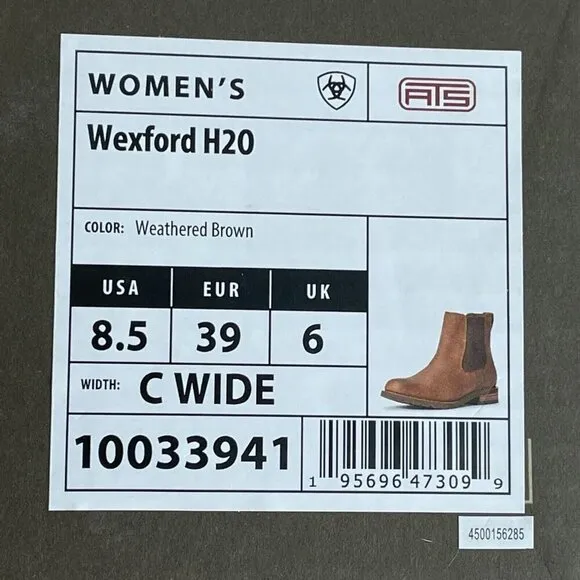 WOMEN'S
ATS
Wexford H20
COLOR: Weathered Brown
USA EUR UK
8.5 39 6
WIDTH: C WIDE
10033941
1 95696 47309 9
4500156285